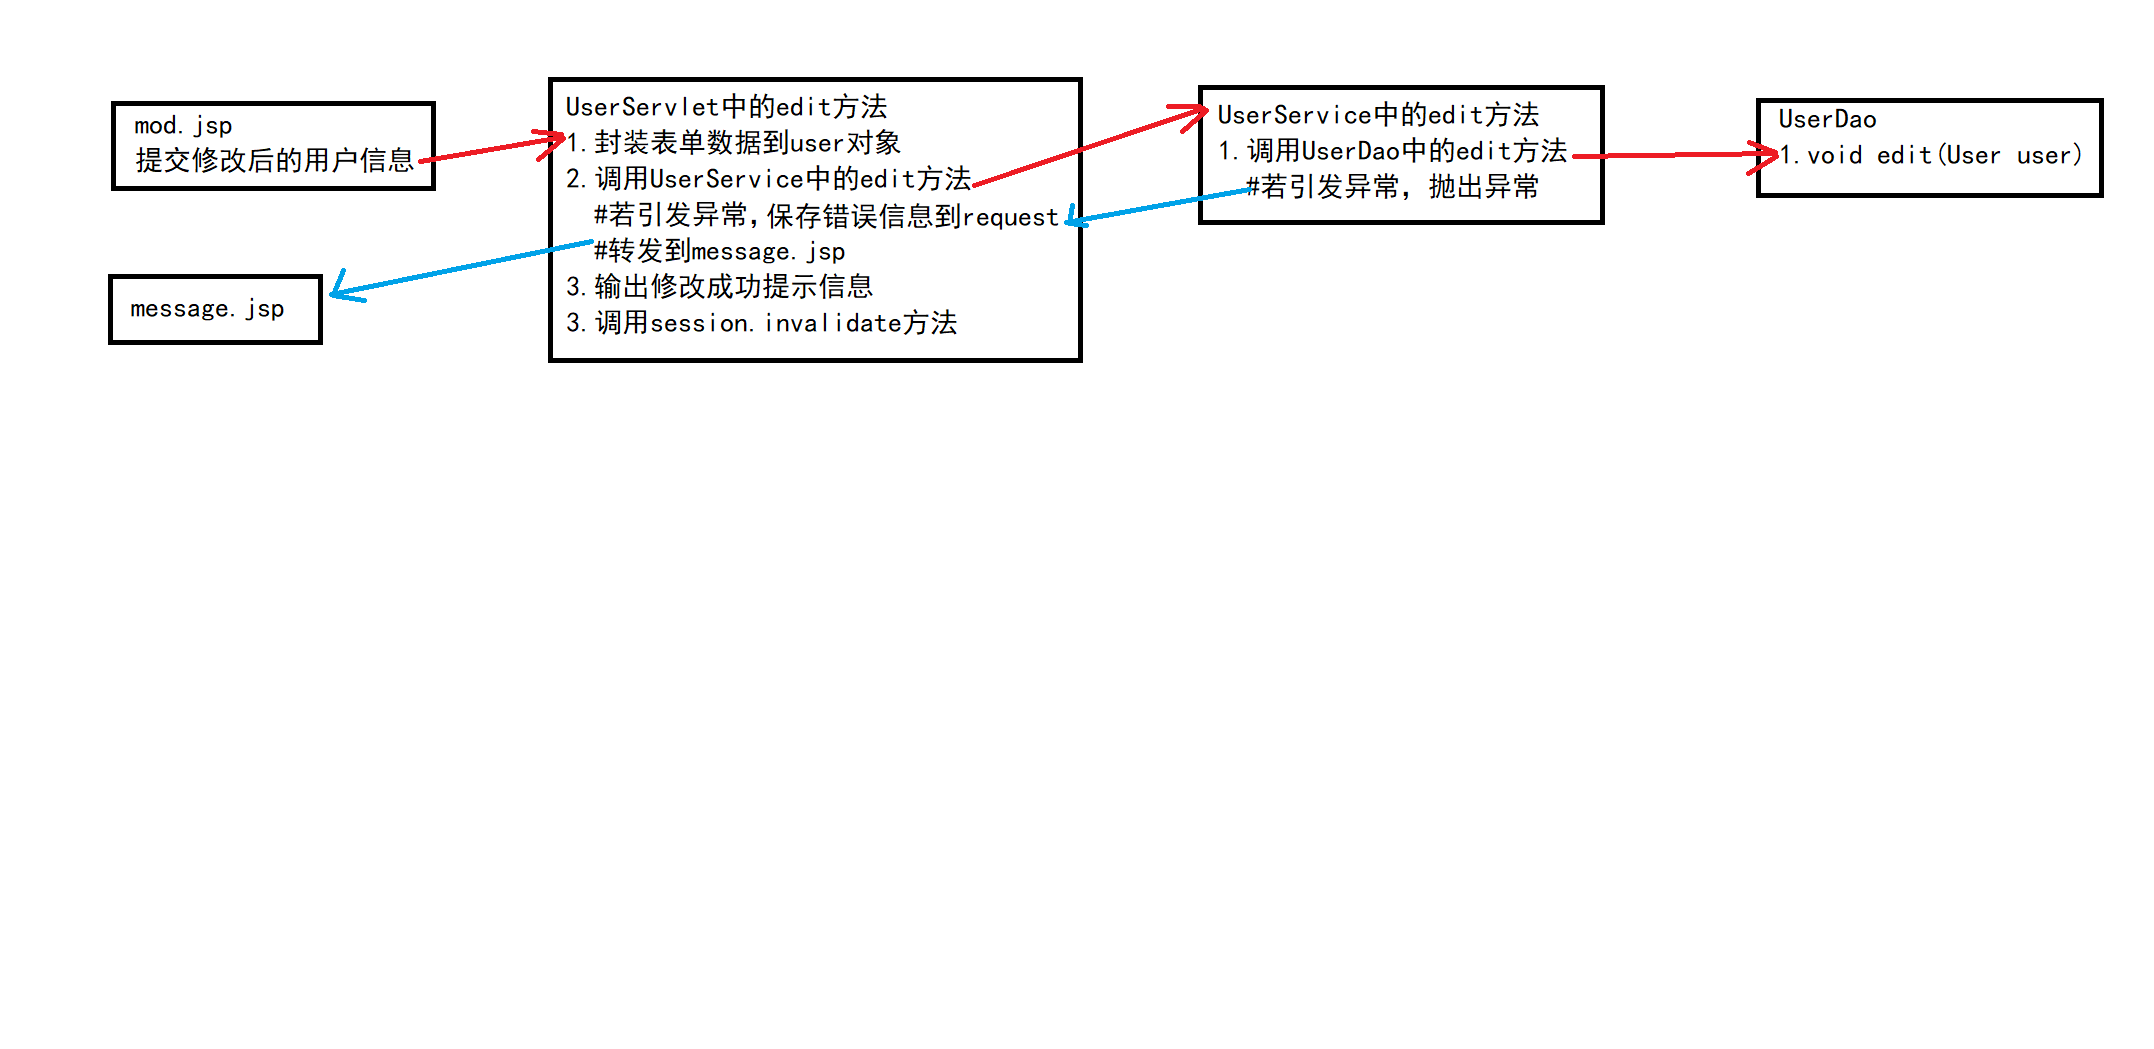 mod.jsp
提交修改后的用户信息
UserServlet中的edit方法
1.封装表单数据到user对象
2.调用UserService中的edit方法
#若引发异常,保存错误信息到request
#转发到message.jsp
3.输出修改成功提示信息
3.调用session.invalidate方法
UserService中的edit方法
1.调用UserDao中的edit方法
#若引发异常，抛出异常
UserDao
1.void edit(User user)
message.jsp